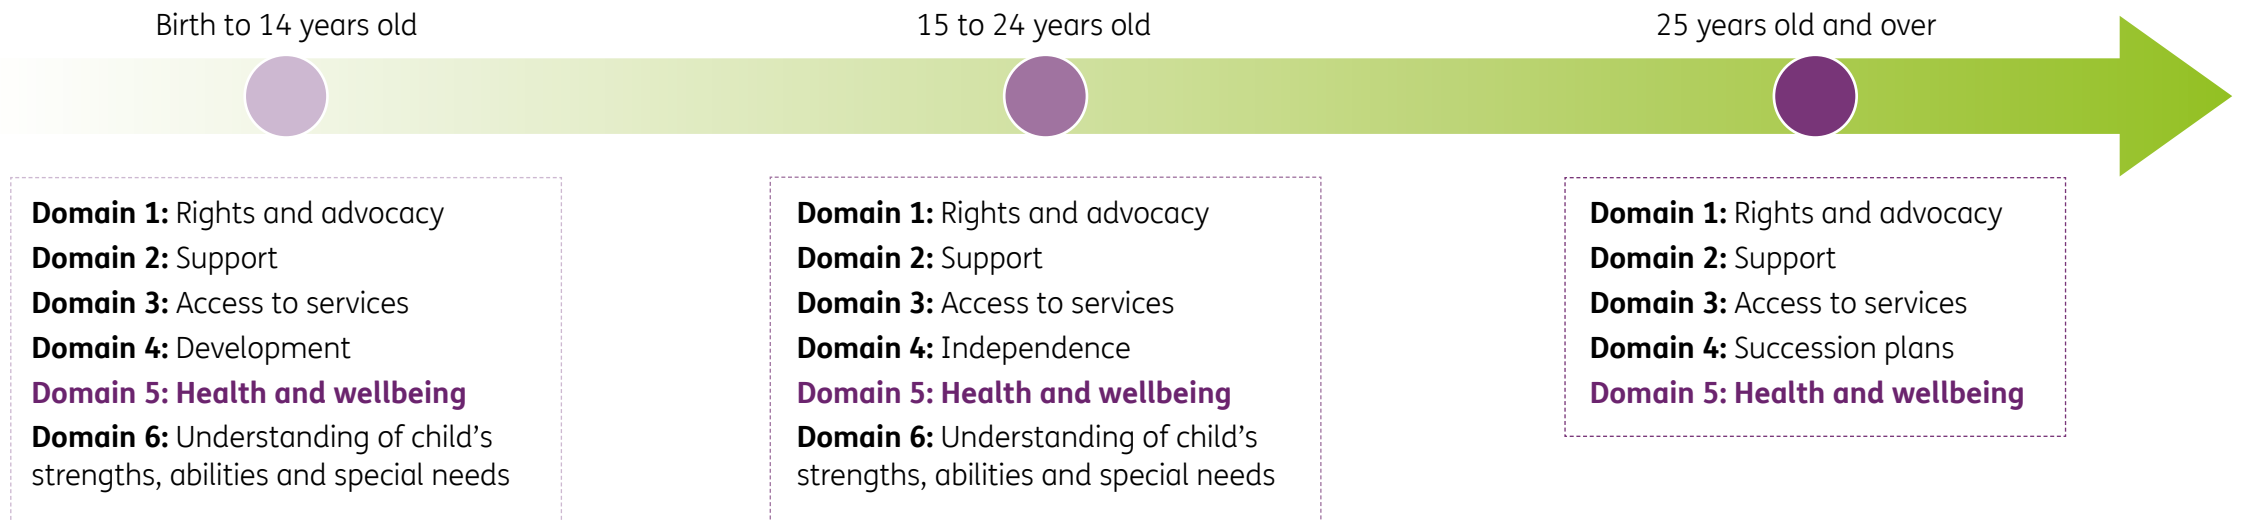 Birth to 14 years old
15 to 24 years old
25 years old and over
Domain 1: Rights and advocacy
Domain 2: Support
Domain 3: Access to services
Domain 4: Development
Domain 5: Health and wellbeing
Domain 6: Understanding of child’s
strengths, abilities and special needs
Domain 1: Rights and advocacy
Domain 2: Support
Domain 3: Access to services
Domain 4: Independence
Domain 5: Health and wellbeing
Domain 6: Understanding of child’s
strengths, abilities and special needs
Domain 1: Rights and advocacy
Domain 2: Support
Domain 3: Access to services
Domain 4: Succession plans
Domain 5: Health and wellbeing